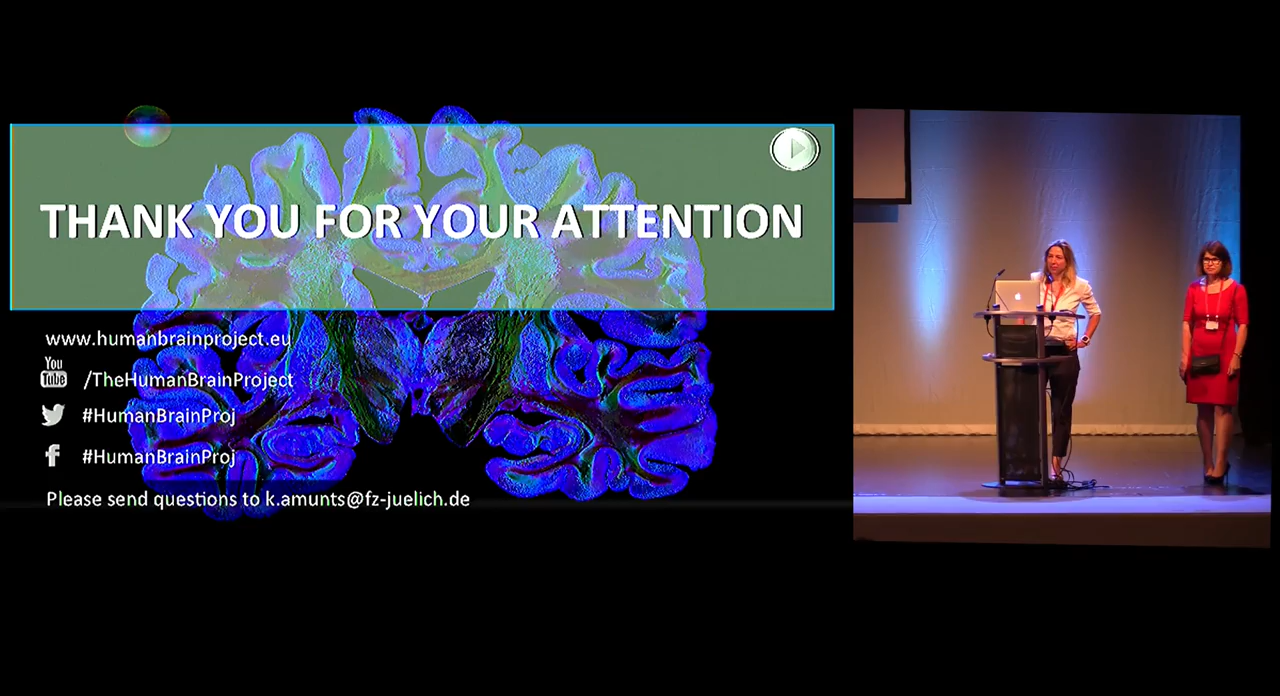 THANK YOU FOR YOUR ATTENTION
www.humanbrainproject.eu
You
Tube /TheHumanBrainProject
#HumanBrainProj
f #HumanBrainProj
Please send questions to k.amunts@fz-juelich.de